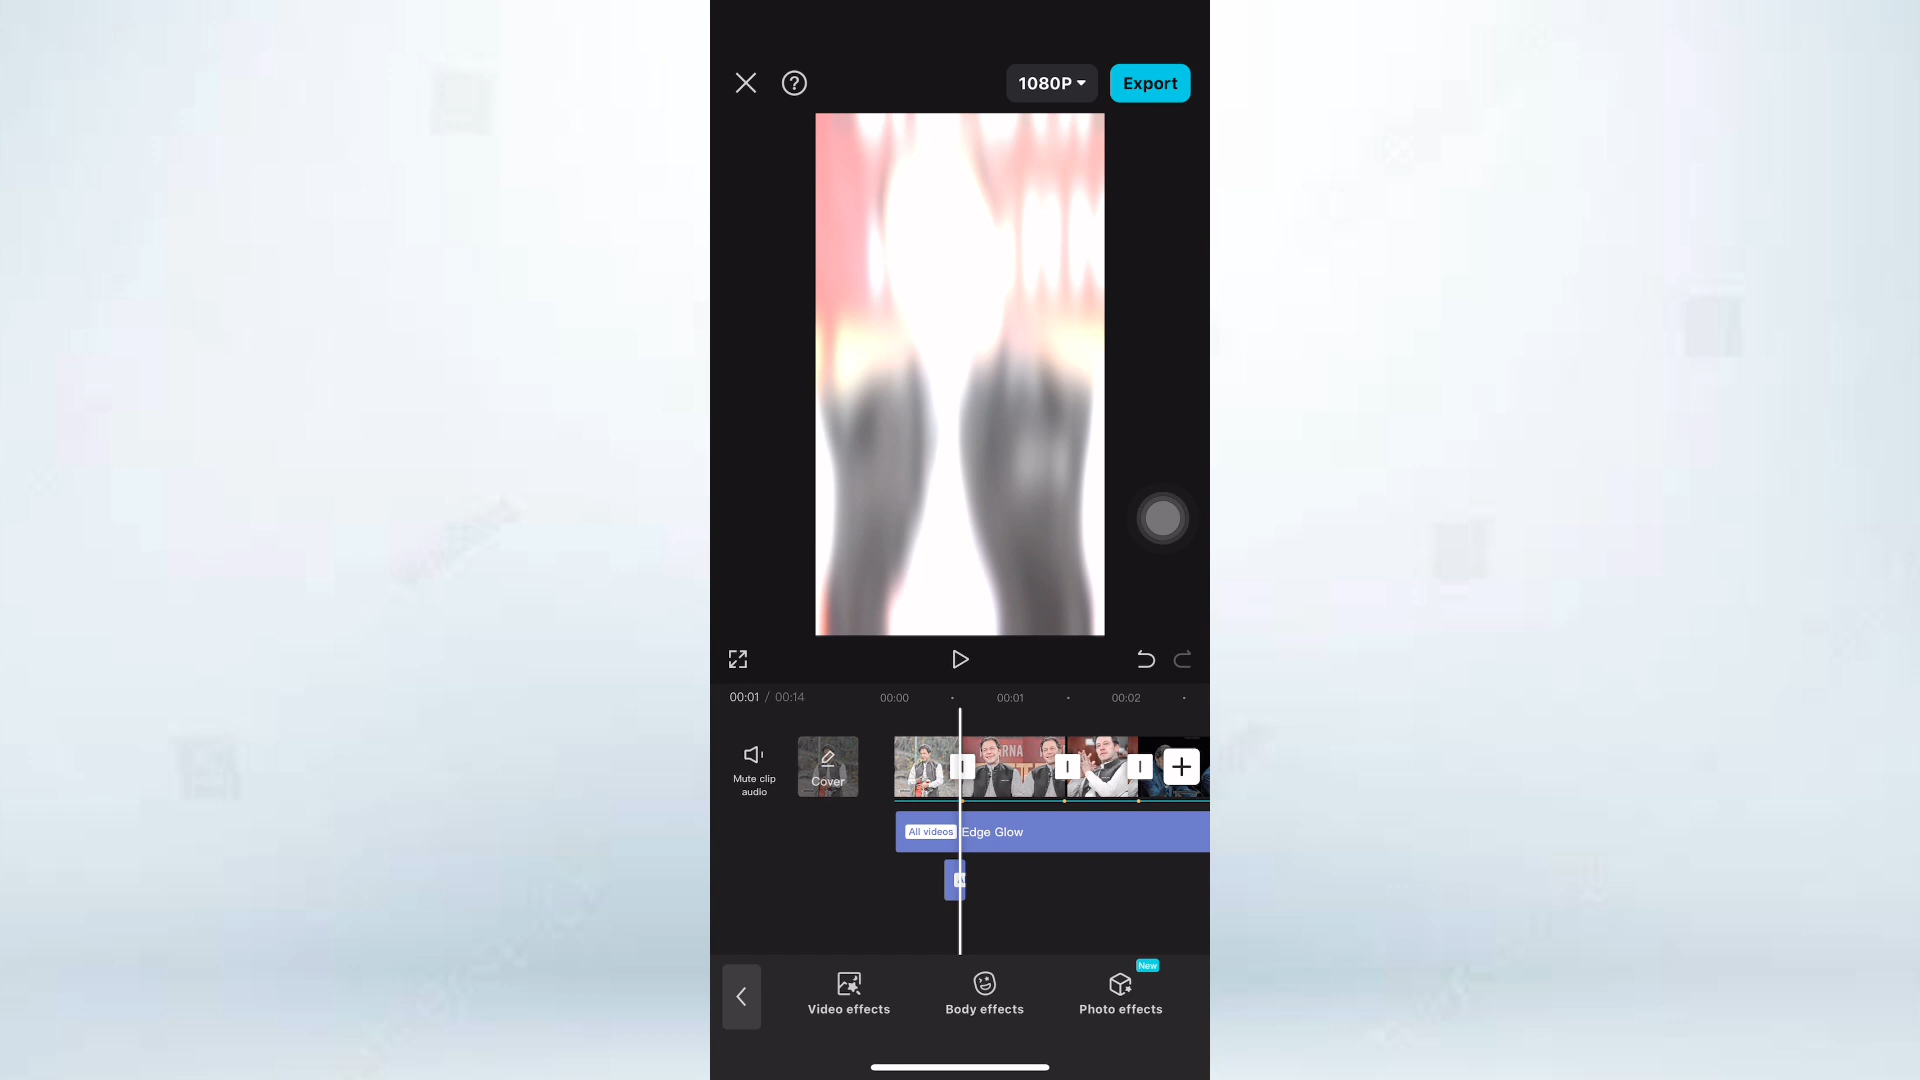 1080P
Export
00:01 / 00:14
00:00
00:01
00:02
Mute clip
audio
Cover
RNA
All videos
Edge Glow
New
Video effects
Body effects
Photo effects